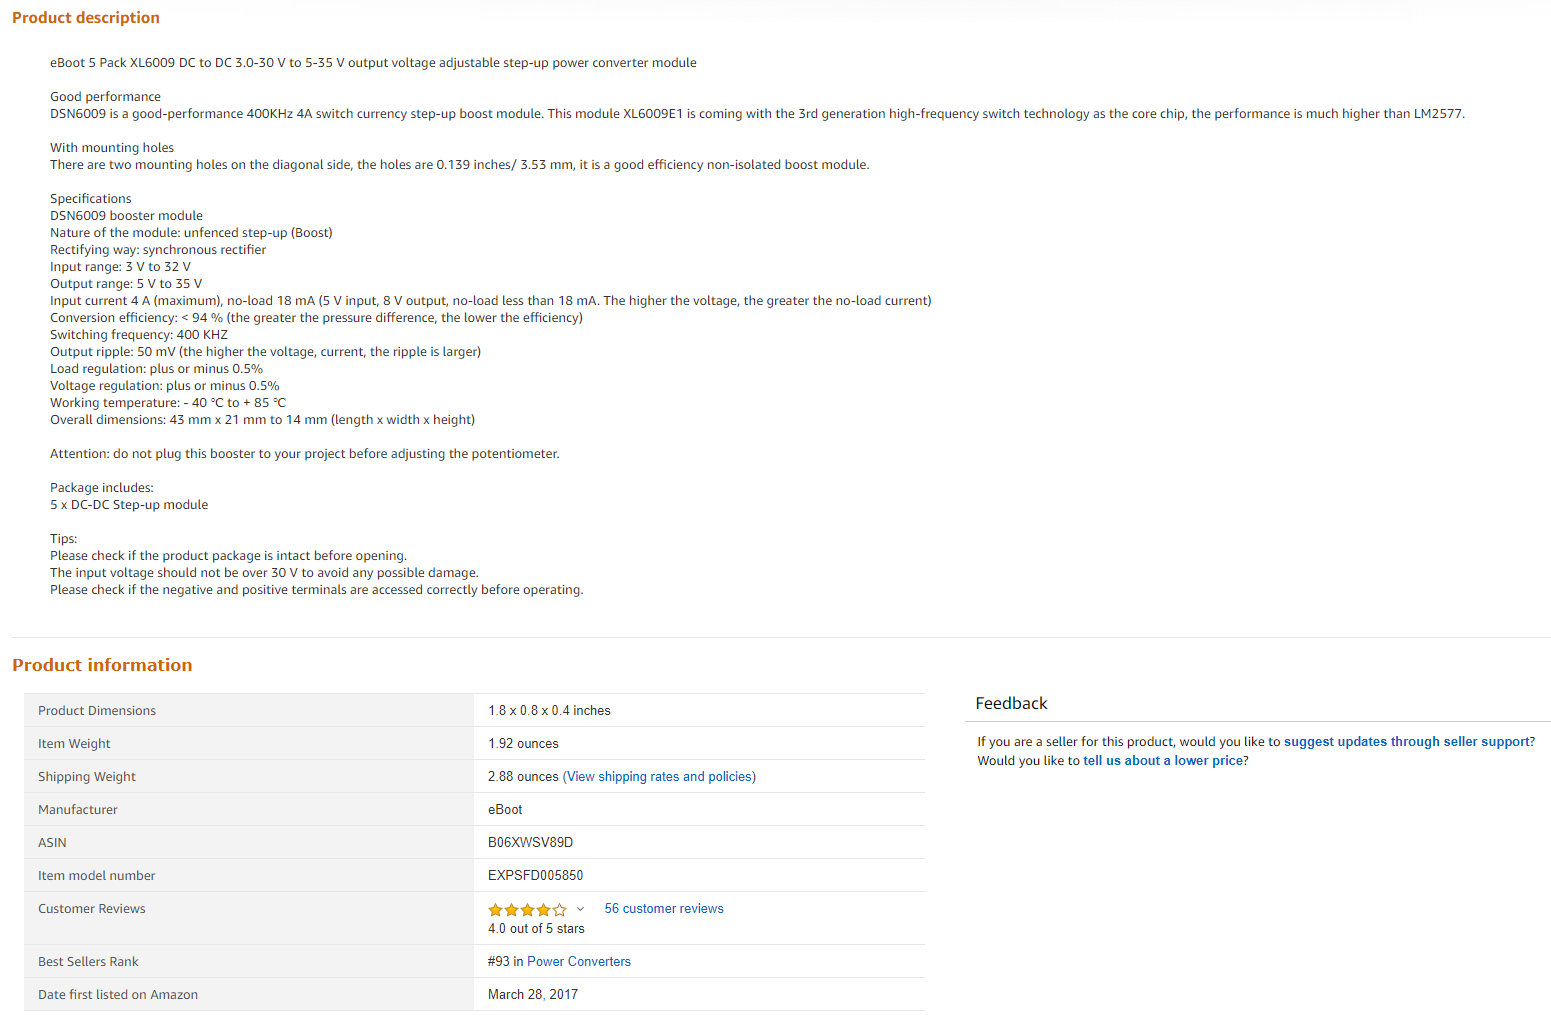 Product description
eBoot 5 Pack XL6009 DC to DC 3.0-30 V to 5-35 V output voltage adjustable step-up power converter module
Good performance
DSN6009 is a good-performance 400KHz 4A switch currency step-up boost module. This module XL6009E1 is coming with the 3rd generation high-frequency switch technology as the core chip, the performance is much higher than LM2577.
With mounting holes
There are two mounting holes on the diagonal side, the holes are 0.139 inches/ 3.53 mm, it is a good efficiency non-isolated boost module.
Specifications
DSN6009 booster module
Nature of the module: unfenced step-up (Boost)
Rectifying way: synchronous rectifier
Input range: 3 V to 32 V
Output range: 5 V to 35 V
Input current 4 A (maximum), no-load 18 mA (5 V input, 8 V output, no-load less than 18 mA. The higher the voltage, the greater the no-load current)
Conversion efficiency: < 94 % (the greater the pressure difference, the lower the efficiency)
Switching frequency: 400 KHZ
Output ripple: 50 mV (the higher the voltage, current, the ripple is larger)
Load regulation: plus or minus 0.5%
Voltage regulation: plus or minus 0.5%
Working temperature: - 40 °C to + 85 °C
Overall dimensions: 43 mm x 21 mm to 14 mm (length x width x height)
Attention: do not plug this booster to your project before adjusting the potentiometer.
Package includes:
5 x DC-DC Step-up module
Tips:
Please check if the product package is intact before opening.
The input voltage should not be over 30 V to avoid any possible damage.
Please check if the negative and positive terminals are accessed correctly before operating.
Product information
Product Dimensions 1.8 x 0.8 x 0.4 inches
Item Weight 1.92 ounces
Shipping Weight 2.88 ounces (View shipping rates and policies)
Manufacturer eBoot
ASIN B06XWSV89D
Item model number EXPSFD005850
Customer Reviews 56 customer reviews
4.0 out of 5 stars
Best Sellers Rank #93 in Power Converters
Date first listed on Amazon March 28, 2017
Feedback
If you are a seller for this product, would you like to suggest updates through seller support?
Would you like to tell us about a lower price?